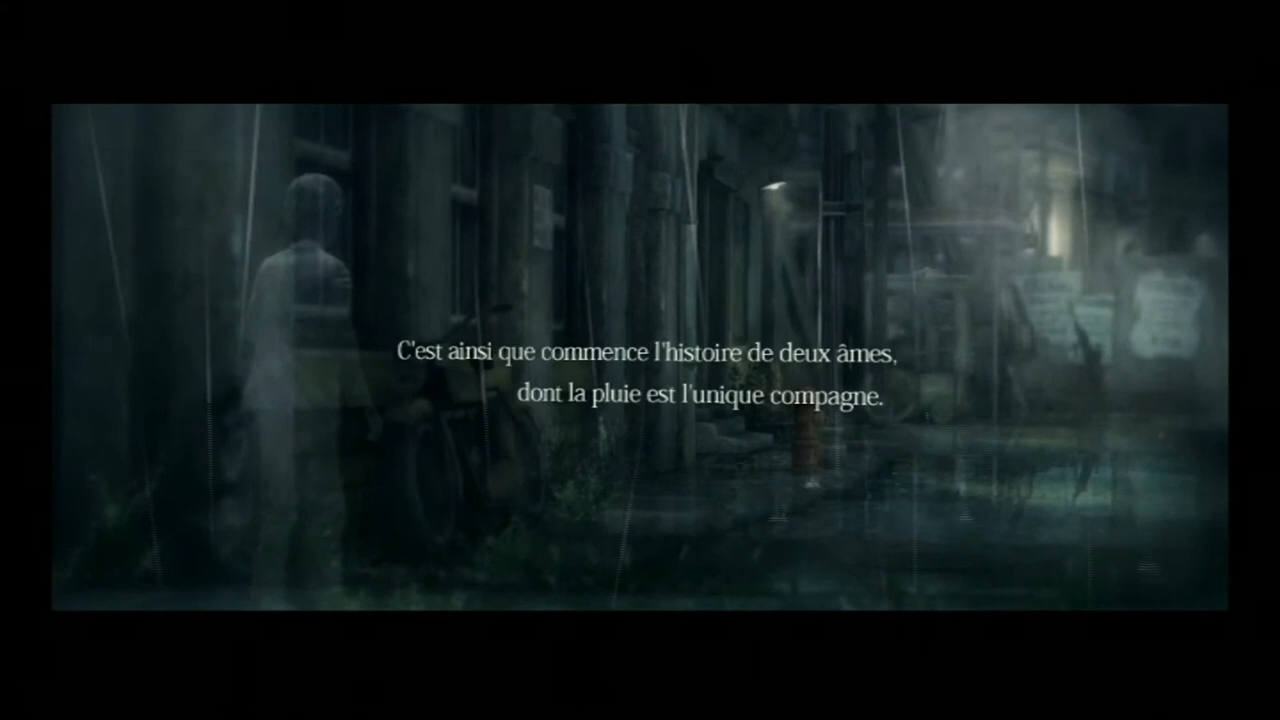 C'est ainsi que commence l'histoire de deux âmes,
dont la pluie est l'unique compagne.